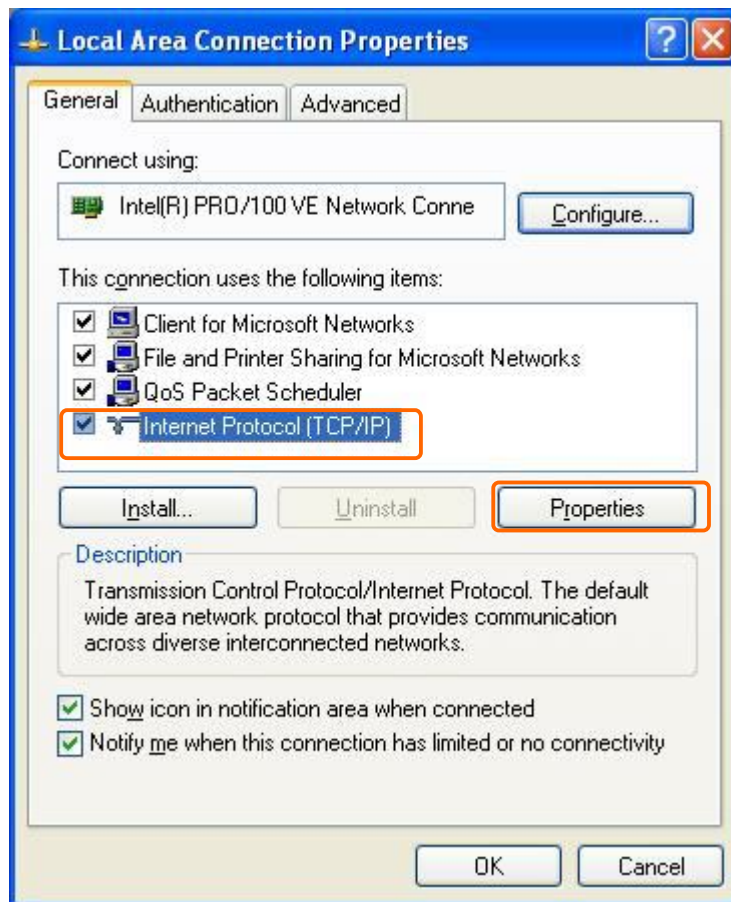 Local Area Connection Properties
General Authentication Advanced
Connect using:
Intel(R) PRO/100 VE Network Conne
Configure...
This connection uses the following items:
Client for Microsoft Networks
File and Printer Sharing for Microsoft Networks
QoS Packet Scheduler
Internet Protocol (TCP/IP)
Install... Uninstall Properties
Description
Transmission Control Protocol/Internet Protocol. The default
wide area network protocol that provides communication
across diverse interconnected networks.
Show icon in notification area when connected
Notify me when this connection has limited or no connectivity
OK Cancel